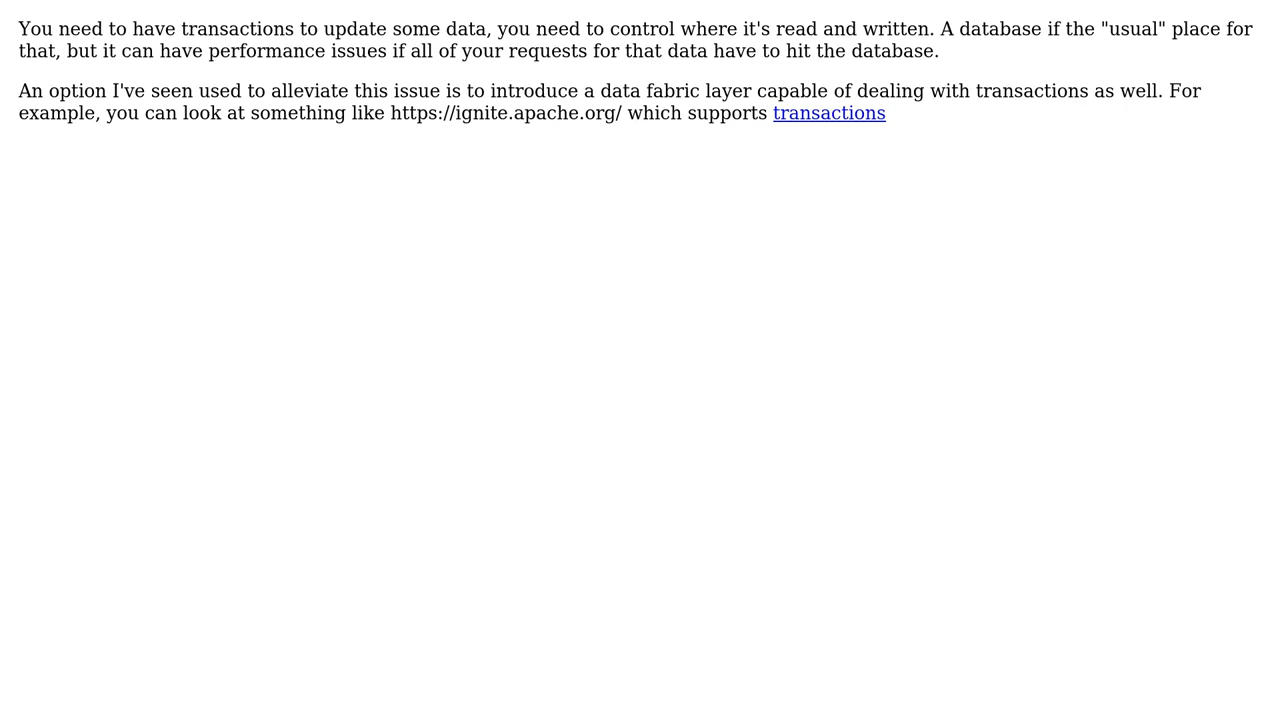 You need to have transactions to update some data, you need to control where it's read and written. A database if the "usual" place for
that, but it can have performance issues if all of your requests for that data have to hit the database.
An option I've seen used to alleviate this issue is to introduce a data fabric layer capable of dealing with transactions as well. For
example, you can look at something like https://ignite.apache.org/ which supports transactions